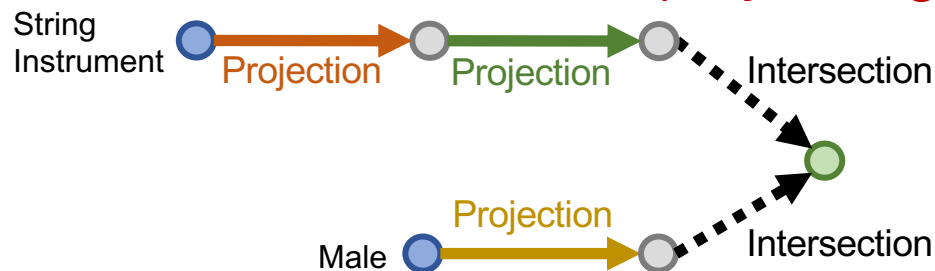 String
Instrument
Projection
Projection
Intersection
Projection
Male
Intersection